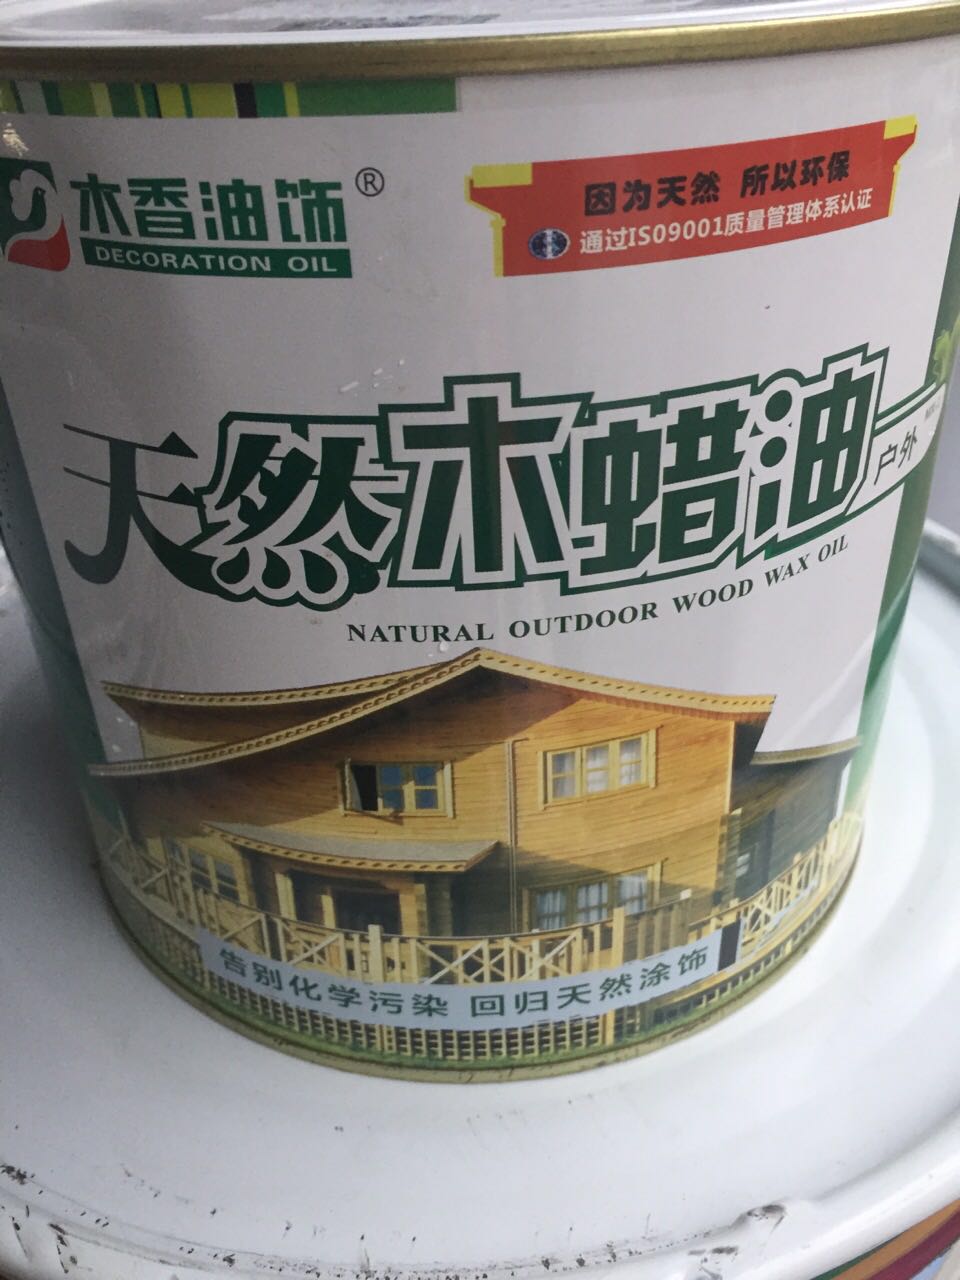 木香油饰®
DECORATION OIL
因为天然 所以环保
通过ISO9001质量管理体系认证
天然木蜡油
户外
NATURAL OUTDOOR WOOD WAX OIL
告别化学污染 回归天然涂饰